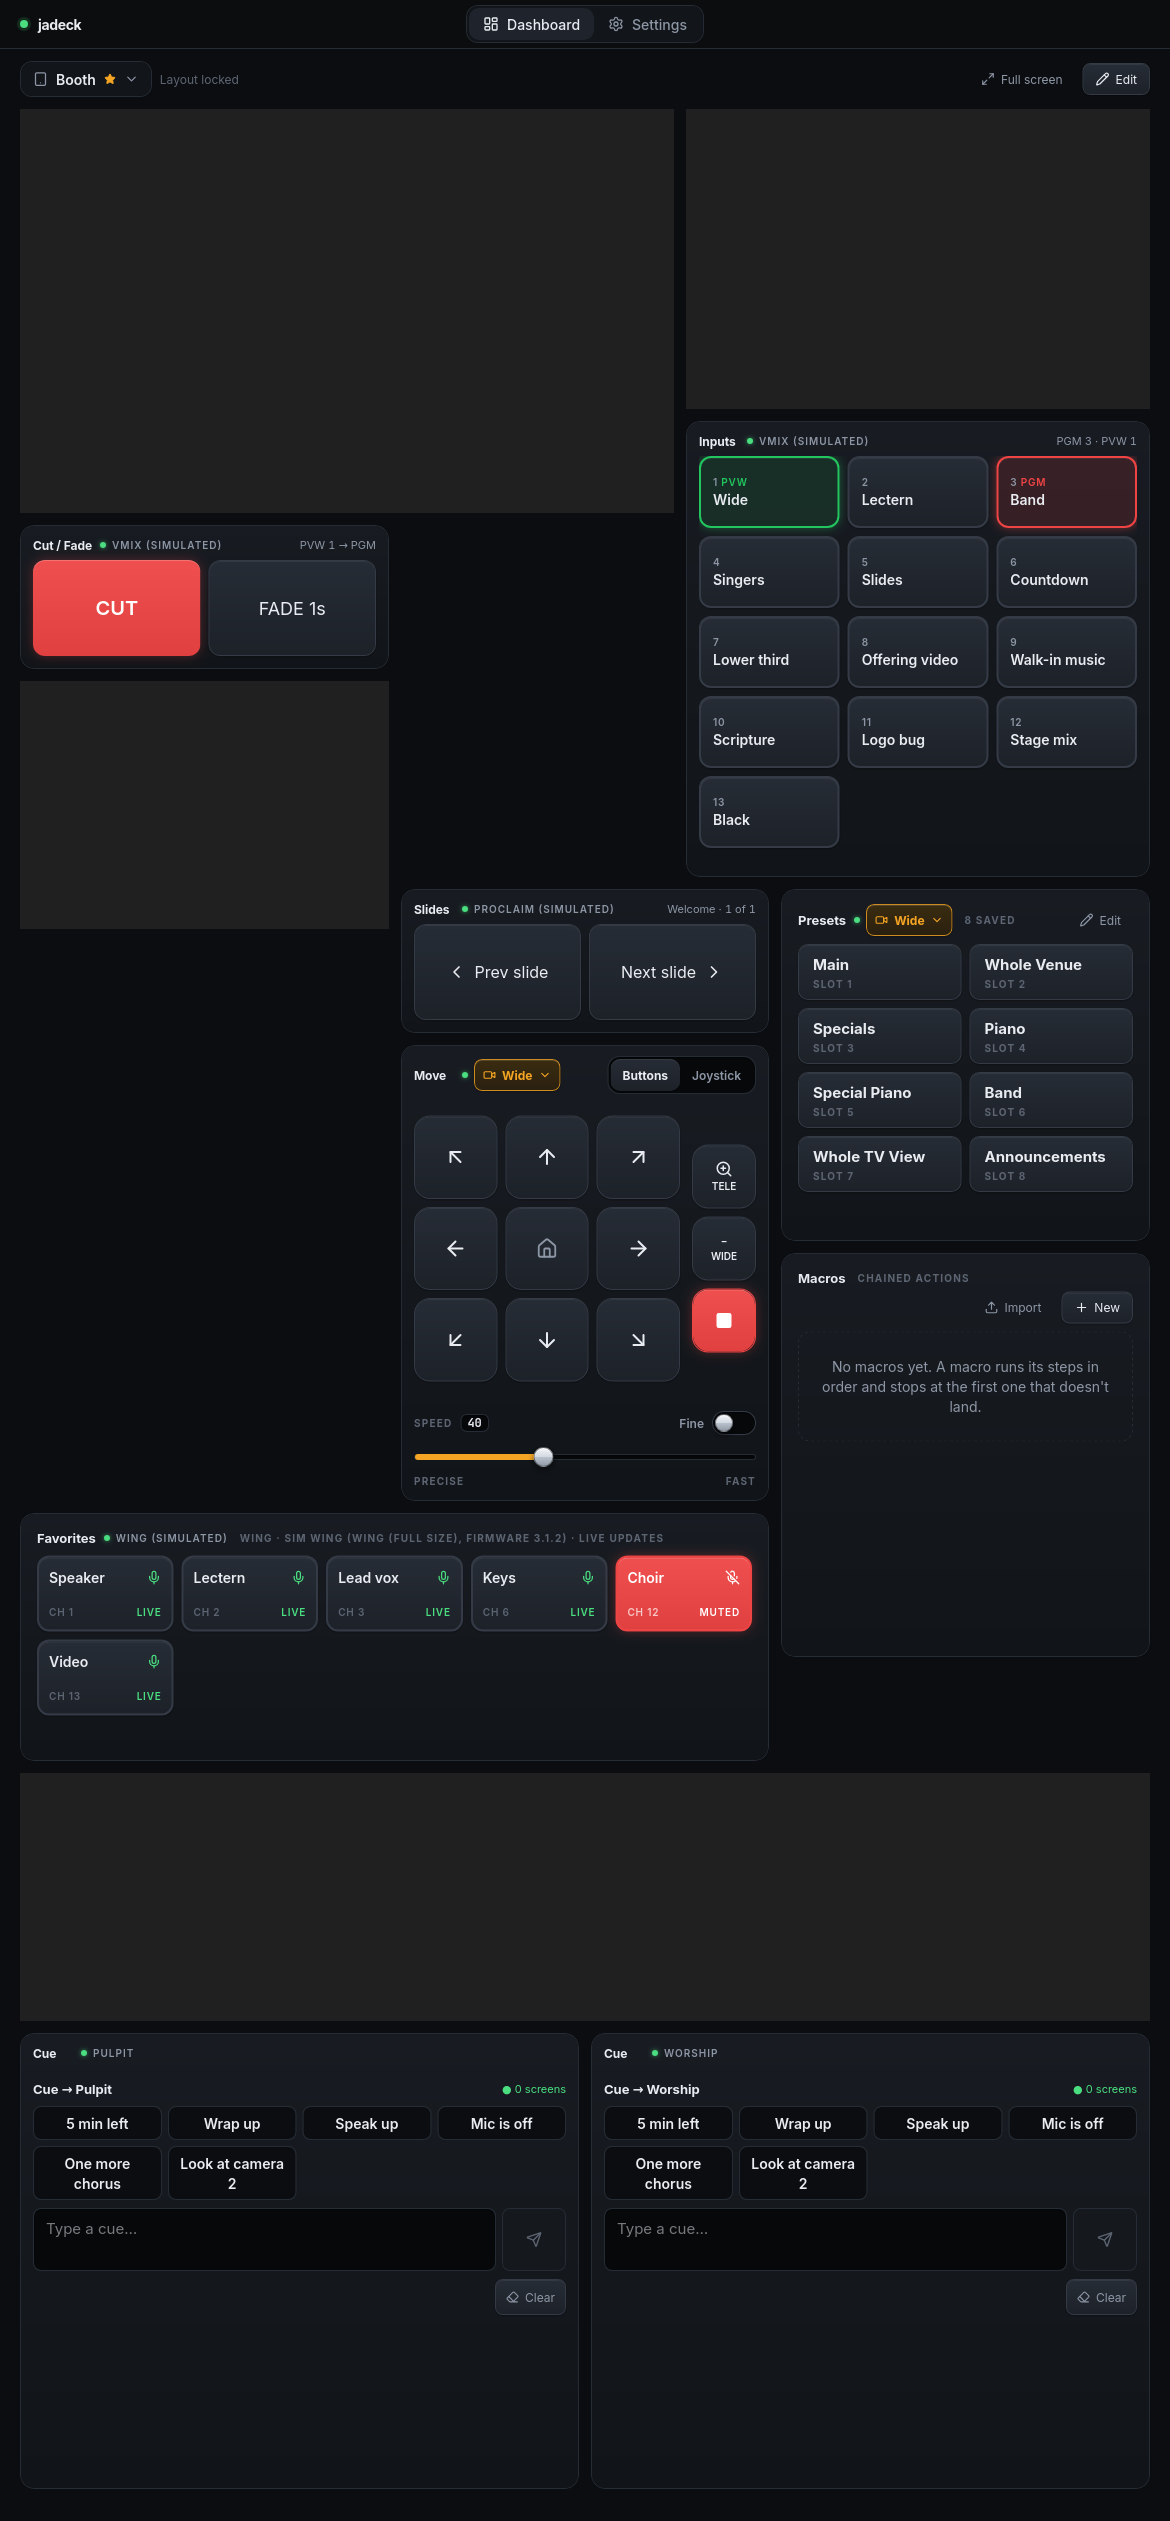 jadeck
Dashboard
Settings
Booth
Layout locked
Full screen
Edit
Inputs
VMIX (SIMULATED)
PGM 3 · PVW 1
1 PVW
Wide
2
Lectern
3 PGM
Band
4
Singers
5
Slides
6
Countdown
7
Lower third
8
Offering video
9
Walk-in music
10
Scripture
11
Logo bug
12
Stage mix
13
Black
Cut / Fade
VMIX (SIMULATED)
PVW 1 → PGM
CUT
FADE 1s
Slides
PROCLAIM (SIMULATED)
Welcome · 1 of 1
Prev slide
Next slide
Presets
Wide
8 SAVED
Edit
Main
SLOT 1
Whole Venue
SLOT 2
Specials
SLOT 3
Piano
SLOT 4
Special Piano
SLOT 5
Band
SLOT 6
Whole TV View
SLOT 7
Announcements
SLOT 8
Move
Wide
Buttons
Joystick
TELE
-
WIDE
SPEED 40
Fine
PRECISE
FAST
Macros
CHAINED ACTIONS
Import
New
No macros yet. A macro runs its steps in
order and stops at the first one that doesn't
land.
Favorites
WING (SIMULATED)
WING · SIM WING (WING (FULL SIZE), FIRMWARE 3.1.2) · LIVE UPDATES
Speaker
CH 1
LIVE
Lectern
CH 2
LIVE
Lead vox
CH 3
LIVE
Keys
CH 6
LIVE
Choir
CH 12
MUTED
Video
CH 13
LIVE
Cue
PULPIT
Cue → Pulpit
0 screens
5 min left
Wrap up
Speak up
Mic is off
One more
chorus
Look at camera
2
Type a cue...
Clear
Cue
WORSHIP
Cue → Worship
0 screens
5 min left
Wrap up
Speak up
Mic is off
One more
chorus
Look at camera
2
Type a cue...
Clear